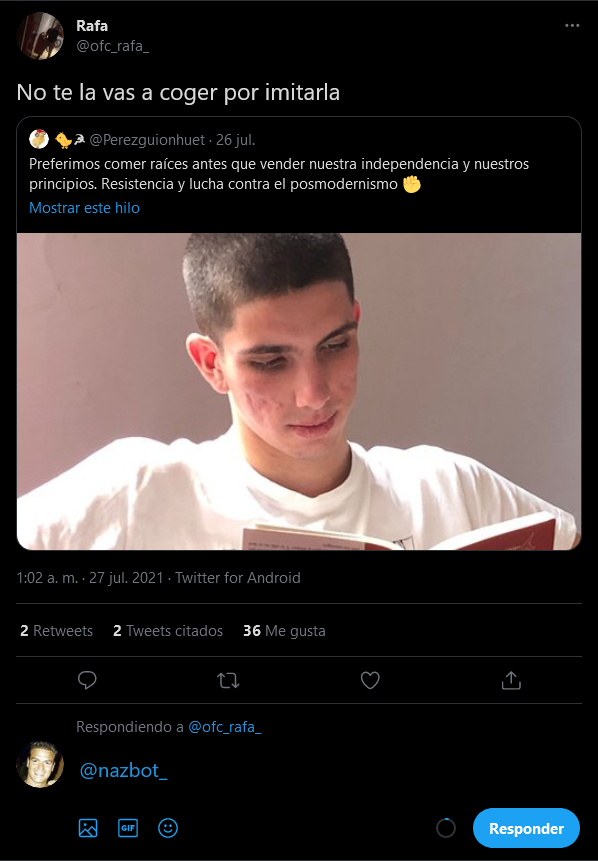 Rafa
@ofc_rafa_
No te la vas a coger por imitarla
@Perezguionhuet · 26 jul.
Preferimos comer raíces antes que vender nuestra independencia y nuestros
principios. Resistencia y lucha contra el posmodernismo ✊
Mostrar este hilo
1:02 a. m. · 27 jul. 2021 · Twitter for Android
2 Retweets 2 Tweets citados 36 Me gusta
Respondiendo a @ofc_rafa_
@nazbot_
GIF
Responder